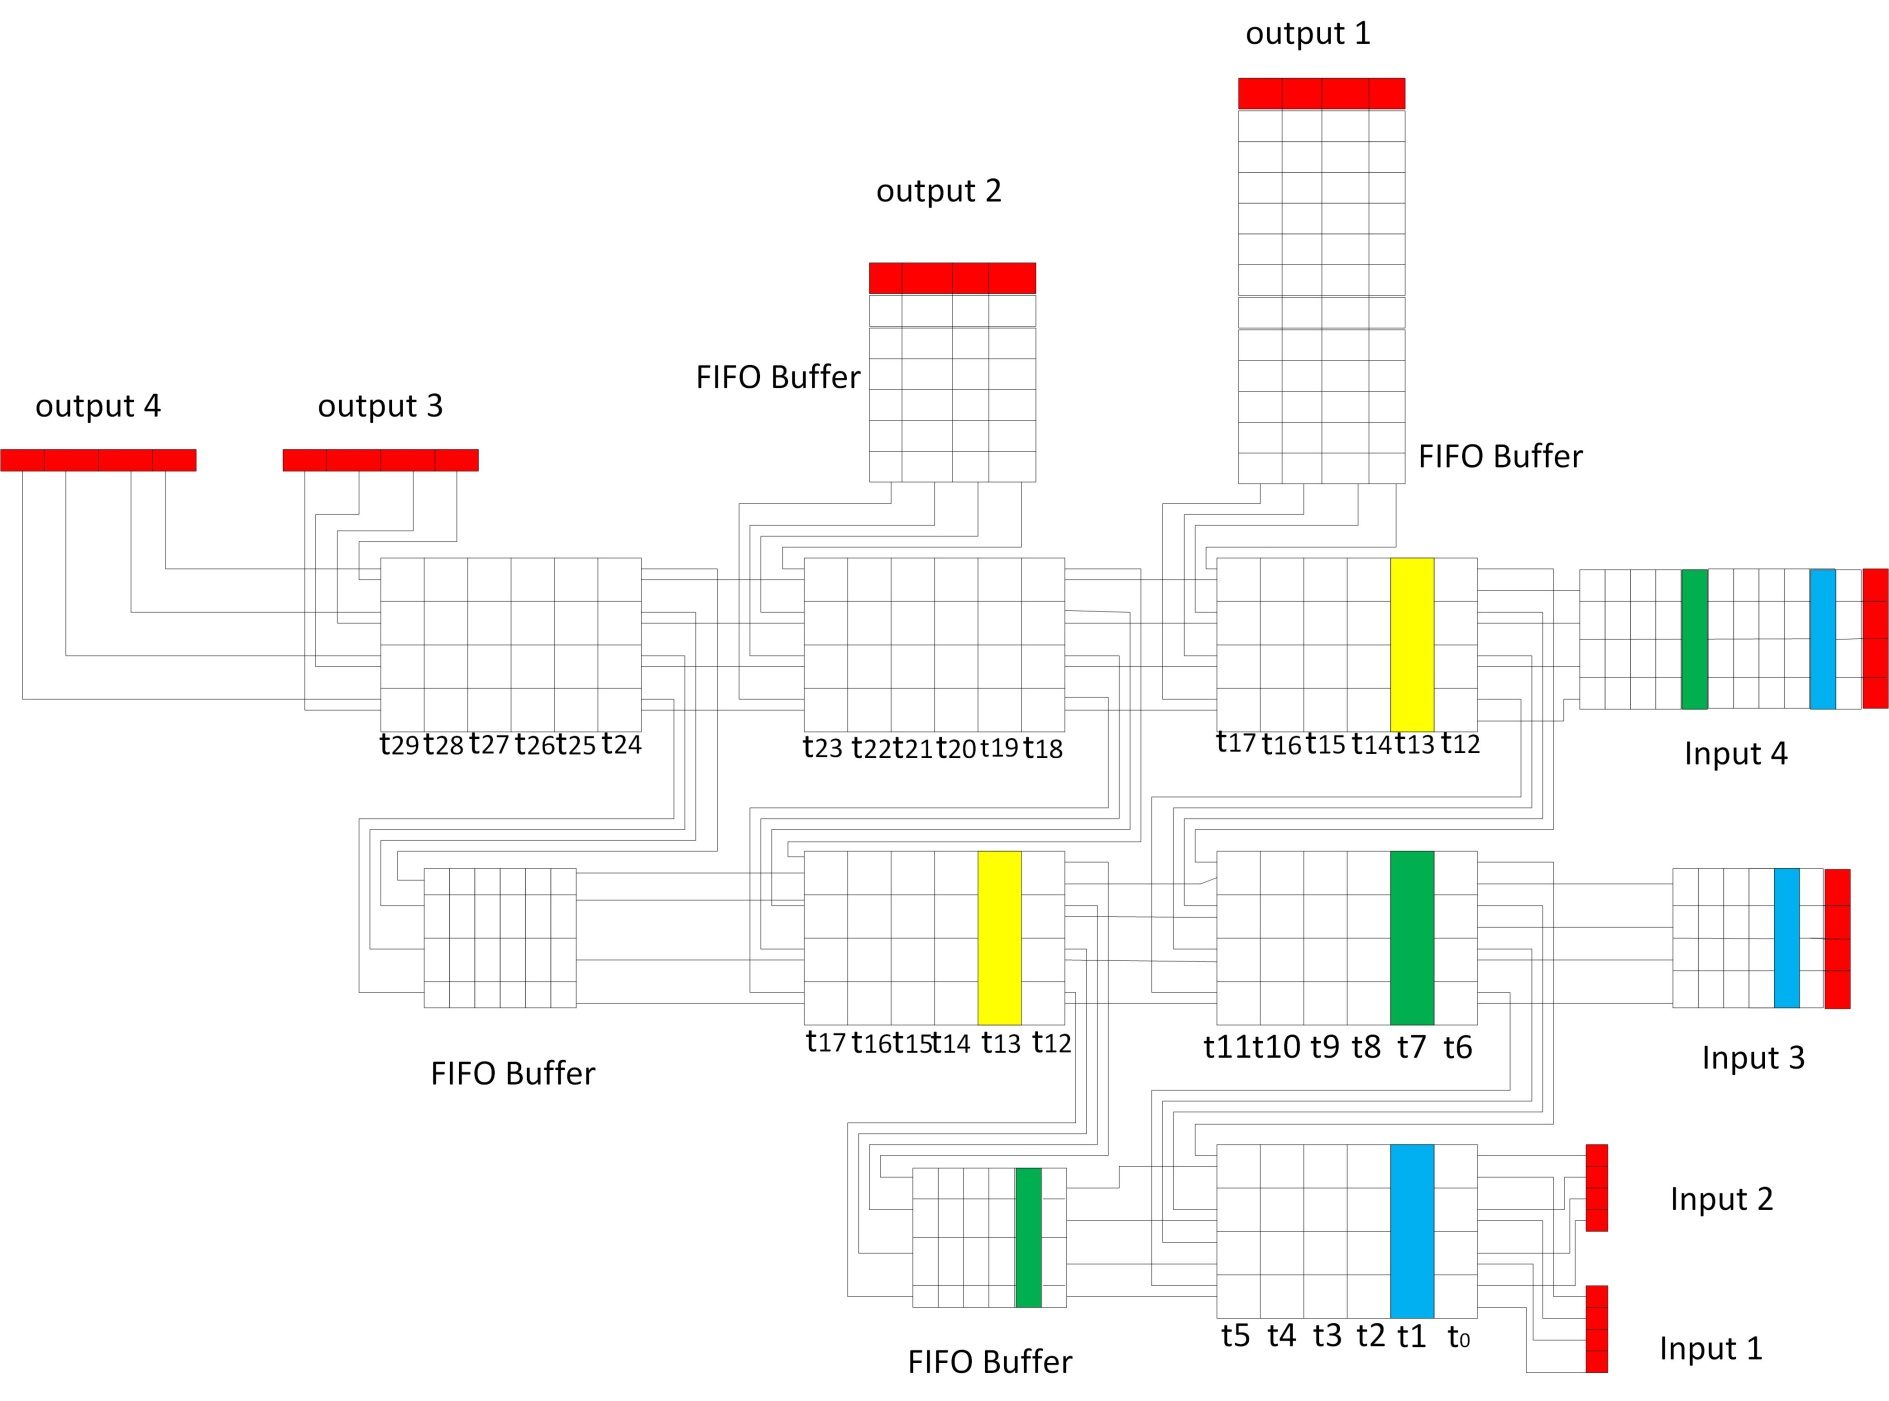 output 1
output 2
FIFO Buffer
output 4
output 3
FIFO Buffer
t29 t28 t27 t26 t25 t24
t23 t22 t21 t20 t19 t18
t17 t16 t15 t14 t13 t12
Input 4
t17 t16 t15 t14 t13 t12
t11 t10 t9 t8 t7 t6
Input 3
FIFO Buffer
Input 2
t5 t4 t3 t2 t1 t0
Input 1
FIFO Buffer